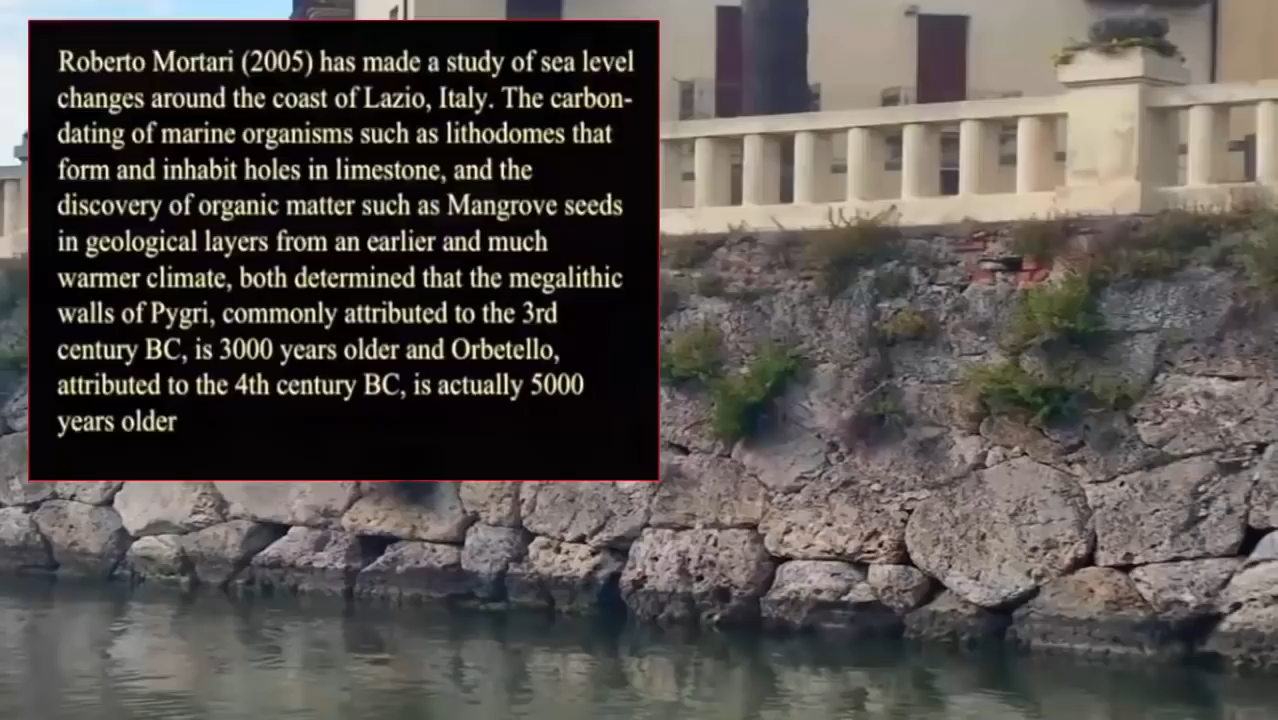 Roberto Mortari (2005) has made a study of sea level
changes around the coast of Lazio, Italy. The carbon-
dating of marine organisms such as lithodomes that
form and inhabit holes in limestone, and the
discovery of organic matter such as Mangrove seeds
in geological layers from an earlier and much
warmer climate, both determined that the megalithic
walls of Pygri, commonly attributed to the 3rd
century BC, is 3000 years older and Orbetello,
attributed to the 4th century BC, is actually 5000
years older